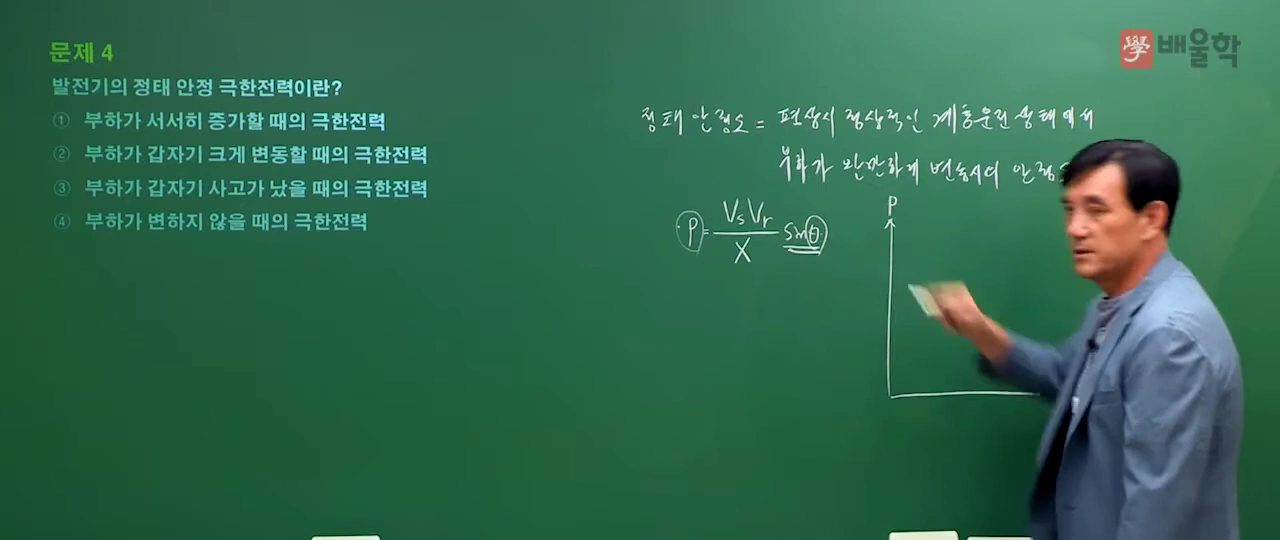 學 배울학
문제 4
발전기의 정태 안정 극한전력이란?
① 부하가 서서히 증가할 때의 극한전력
② 부하가 갑자기 크게 변동할 때의 극한전력
③ 부하가 갑자기 사고가 났을 때의 극한전력
④ 부하가 변하지 않을 때의 극한전력
정태 안정도 = 평상시 정상적인 계통운전 상태에서
부하가 완만하게 변동시의 안정
P = VsVr / X sinθ
P